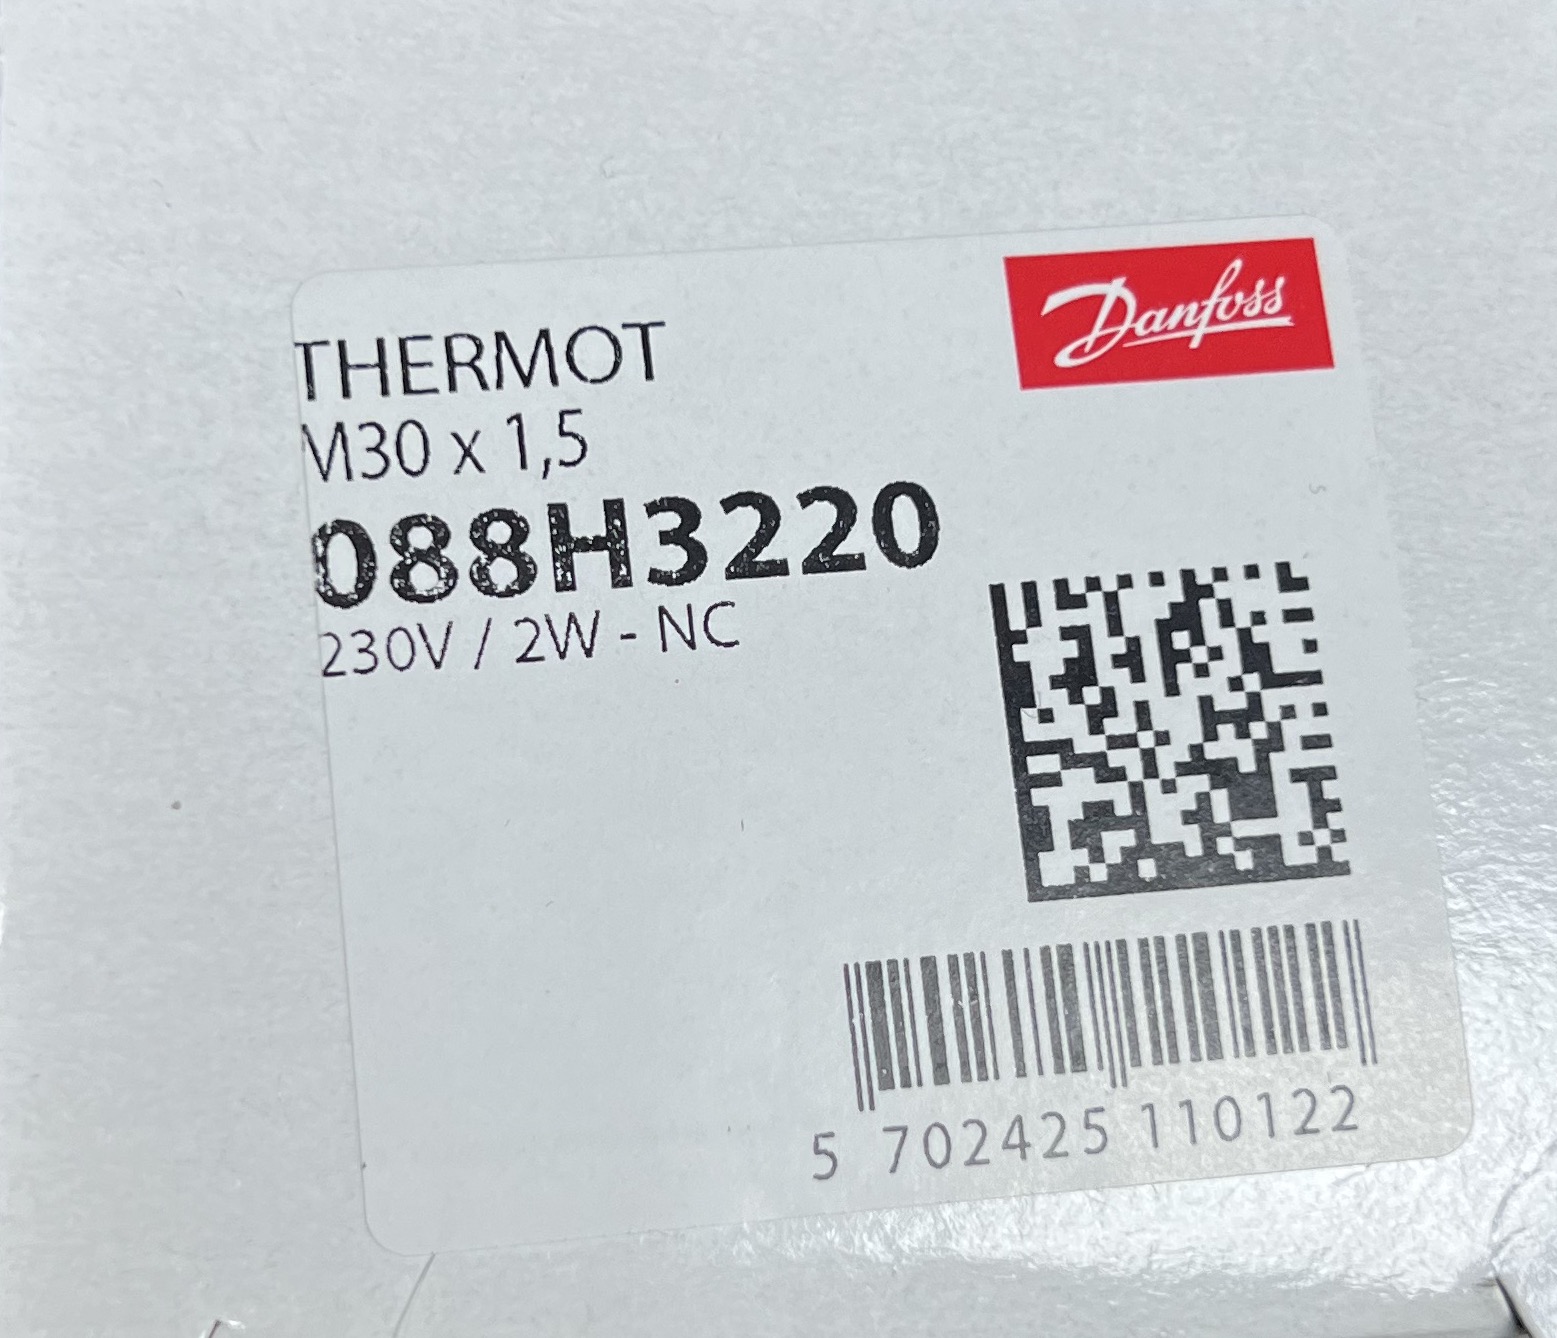 Danfoss
THERMOT
M30 x 1,5
088H3220
230V / 2W - NC
5 702425 110122